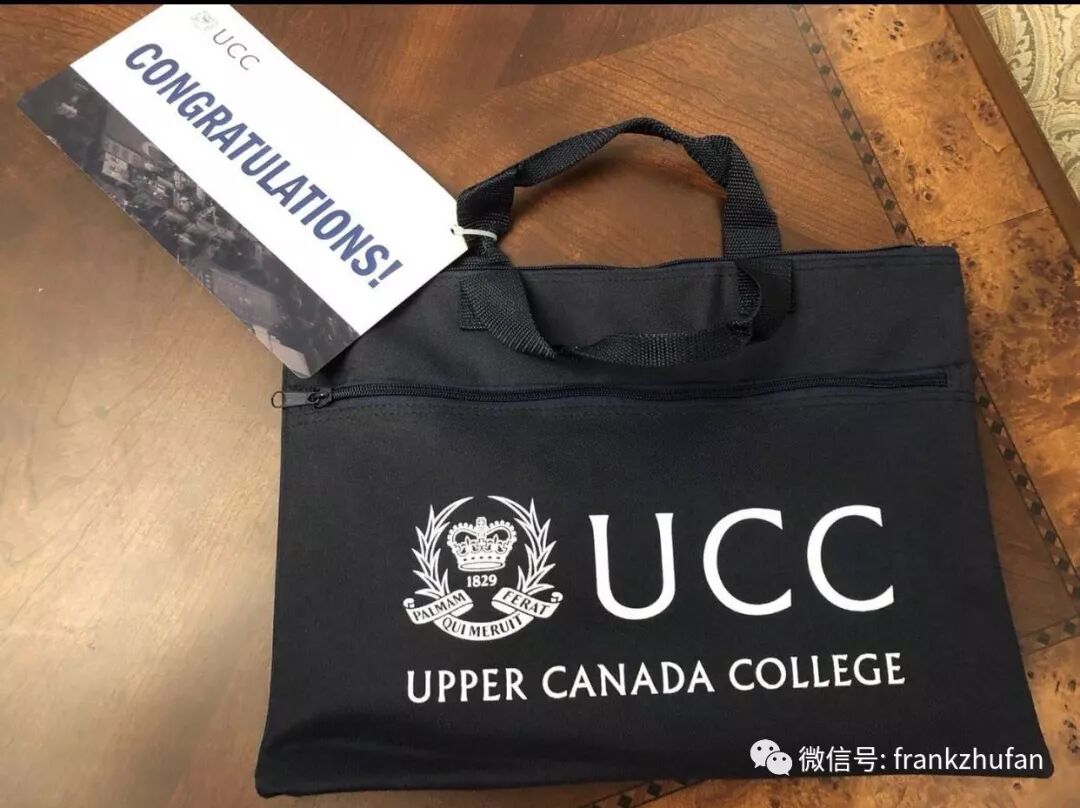 UCC
CONGRATULATIONS!
1829
PALMAM
QUI MERUIT
FERAT
UCC
UPPER CANADA COLLEGE
微信号: frankzhufan